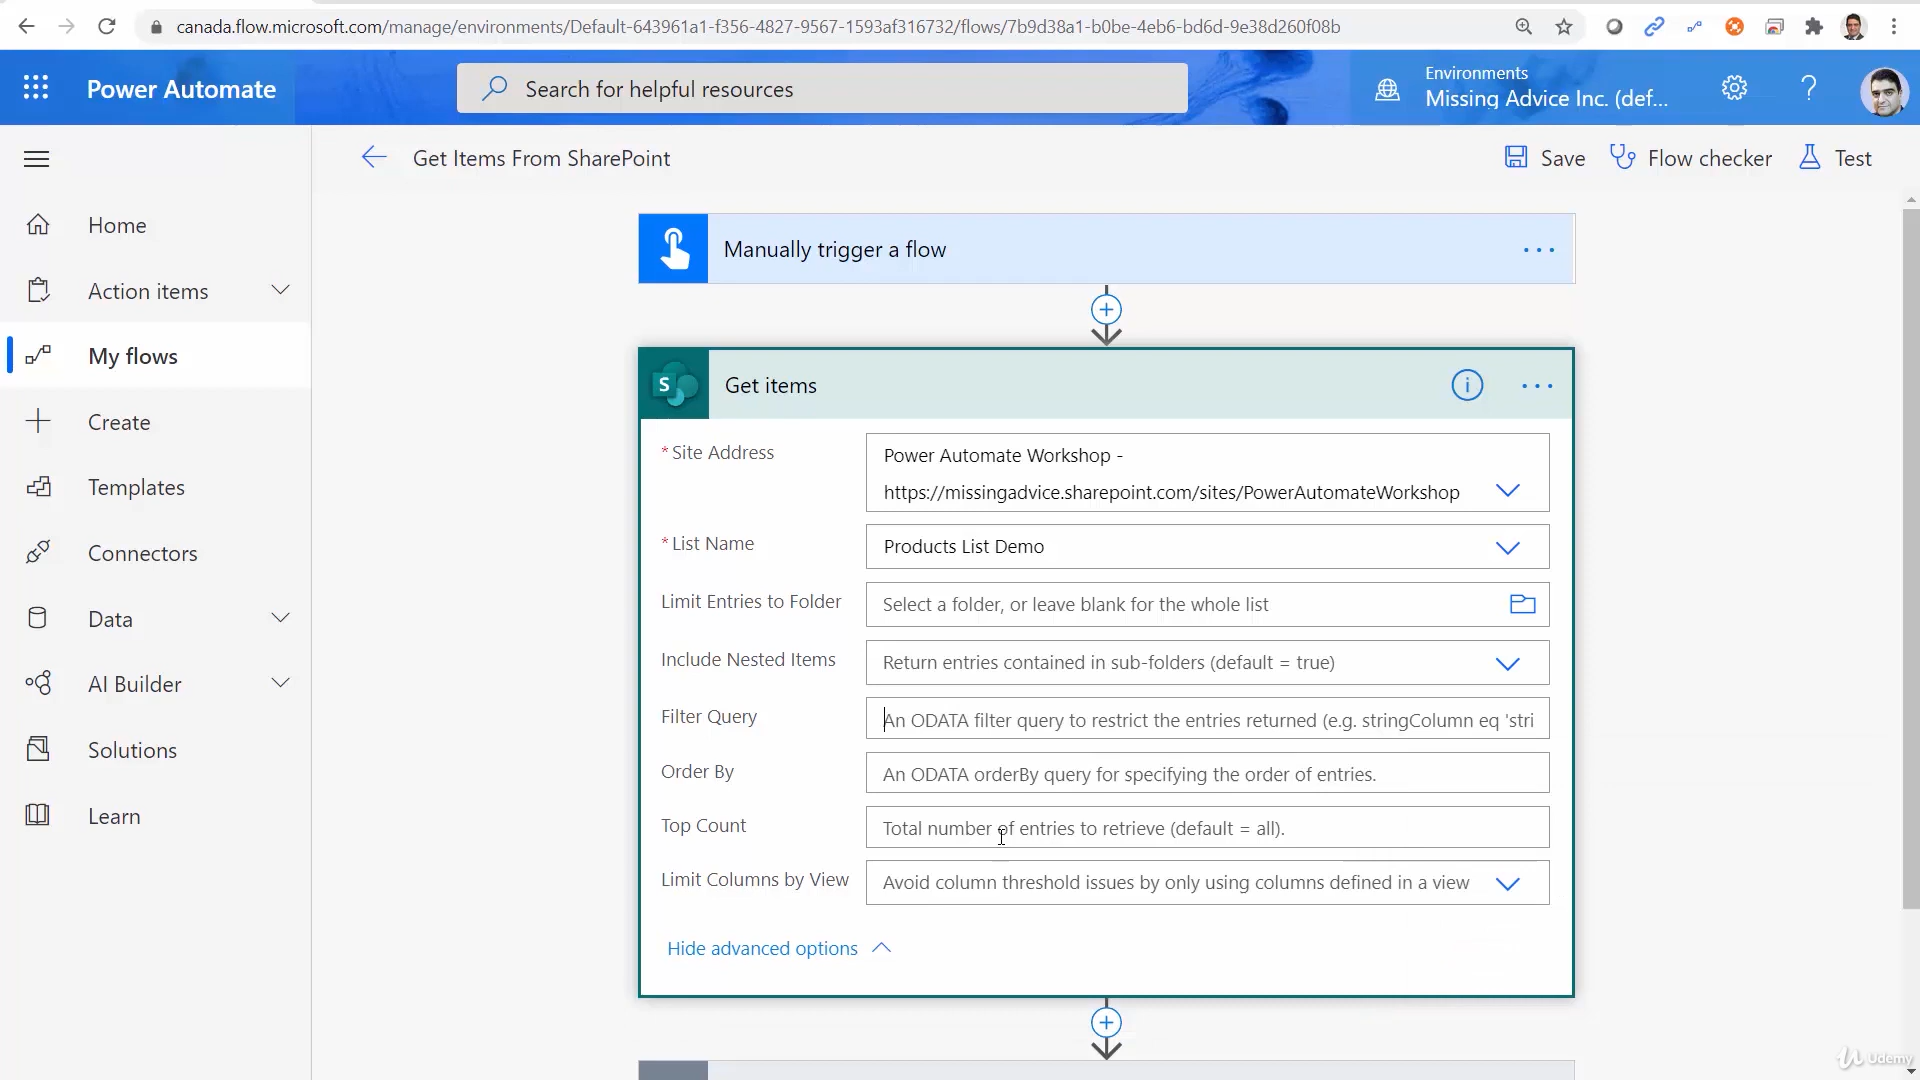 canada.flow.microsoft.com/manage/environments/Default-643961a1-f356-4827-9567-1593af316732/flows/7b9d38a1-b0be-4eb6-bd6d-9e38d260f08b
Power Automate
Search for helpful resources
Environments
Missing Advice Inc. (def...
Get Items From SharePoint
Save
Flow checker
Test
Home
Action items
My flows
Create
Templates
Connectors
Data
AI Builder
Solutions
Learn
Manually trigger a flow
S
Get items
* Site Address
Power Automate Workshop -
https://missingadvice.sharepoint.com/sites/PowerAutomateWorkshop
* List Name
Products List Demo
Limit Entries to Folder
Select a folder, or leave blank for the whole list
Include Nested Items
Return entries contained in sub-folders (default = true)
Filter Query
An ODATA filter query to restrict the entries returned (e.g. stringColumn eq 'stri
Order By
An ODATA orderBy query for specifying the order of entries.
Top Count
Total number of entries to retrieve (default = all).
Limit Columns by View
Avoid column threshold issues by only using columns defined in a view
Hide advanced options
Udemy